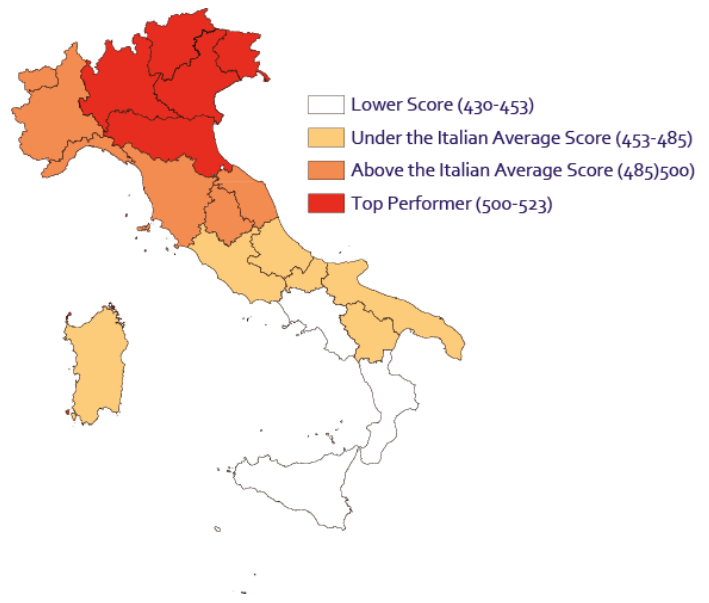 Lower Score (430-453)
Under the Italian Average Score (453-485)
Above the Italian Average Score (485)500)
Top Performer (500-523)